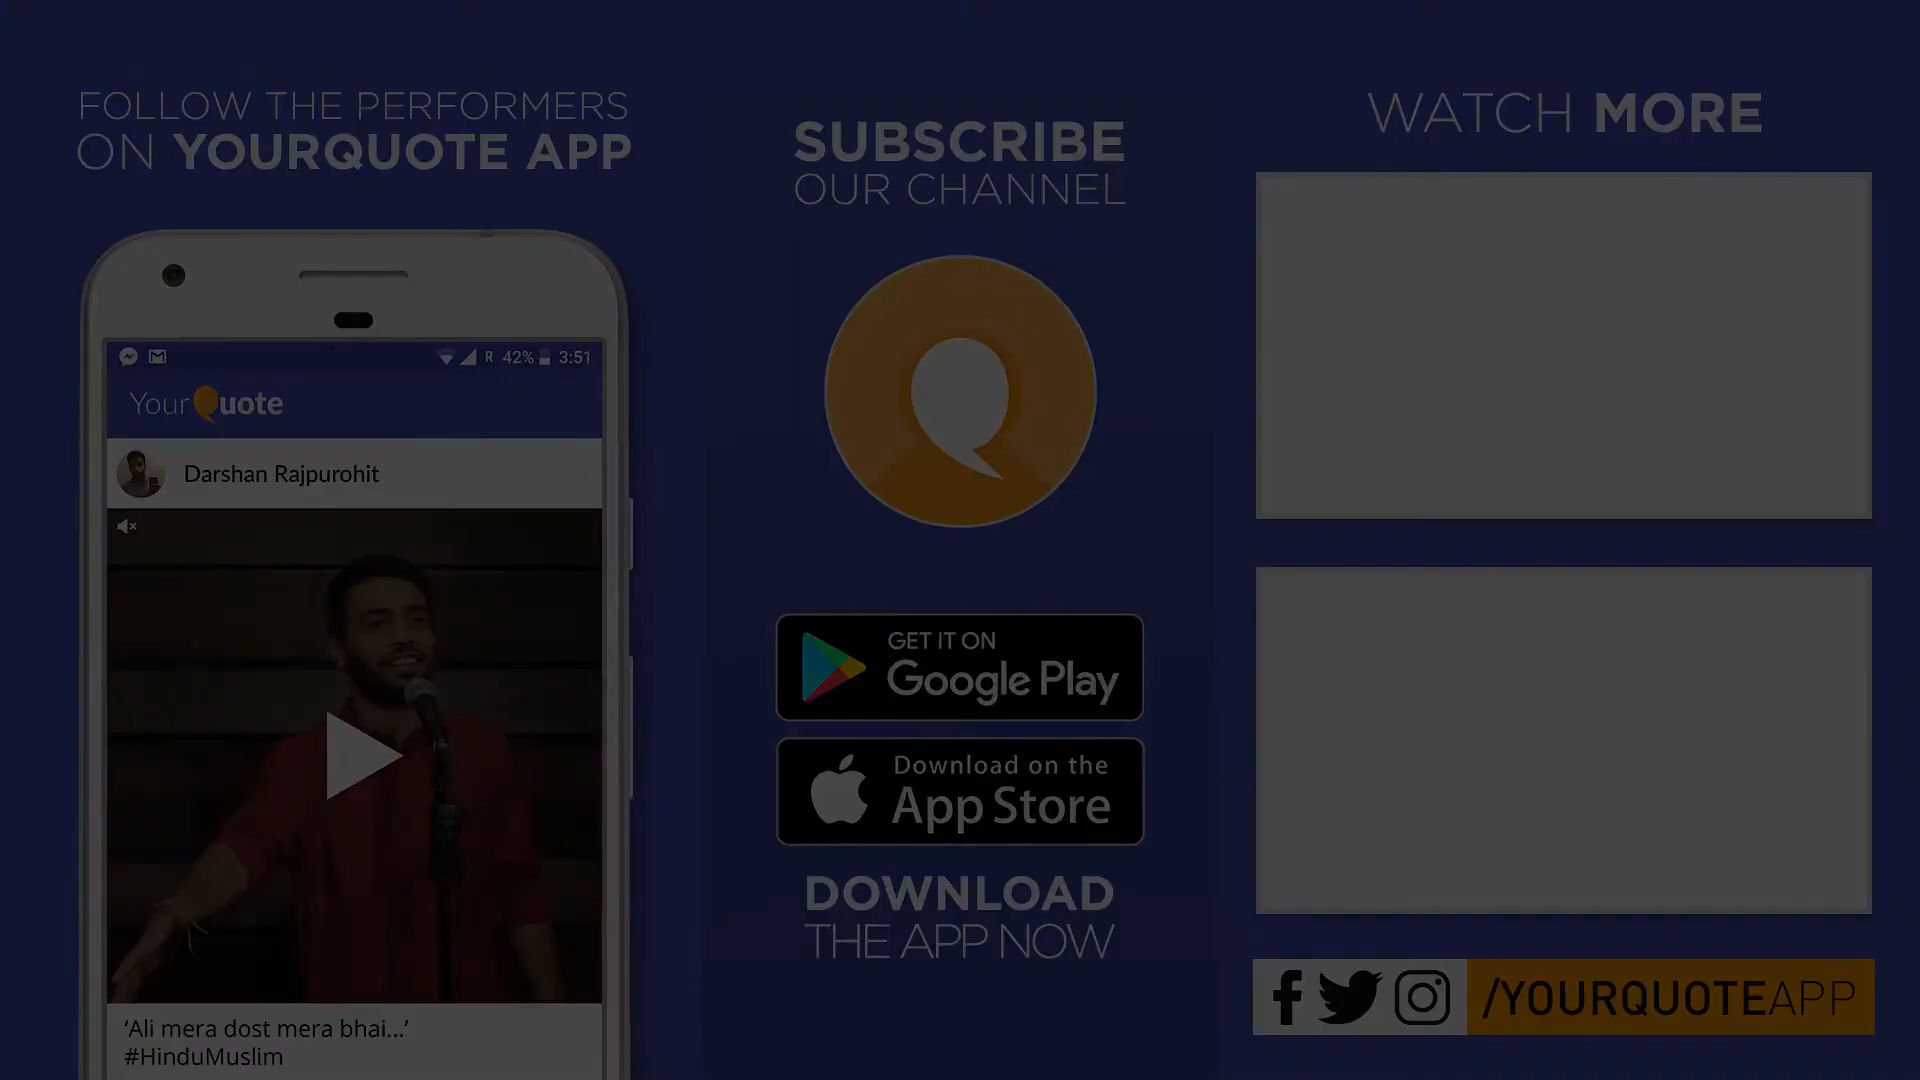 FOLLOW THE PERFORMERS
ON YOURQUOTE APP
R 42% 3:51
YourQuote
Darshan Rajpurohit
‘Ali mera dost mera bhai...’
#HinduMuslim
SUBSCRIBE
OUR CHANNEL
GET IT ON
Google Play
Download on the
App Store
DOWNLOAD
THE APP NOW
WATCH MORE
/YOURQUOTEAPP